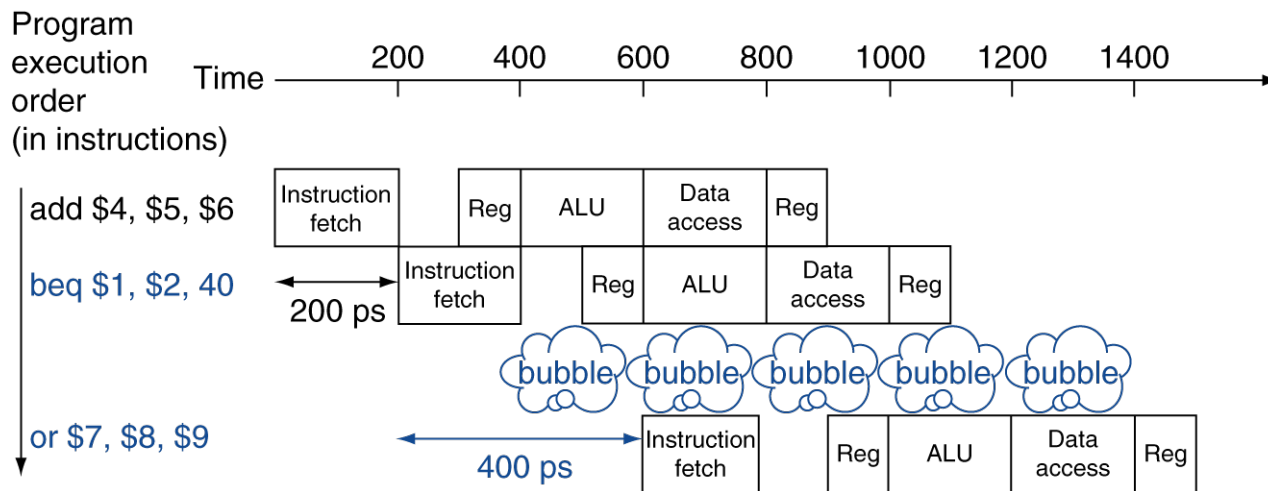 Program
execution
order
(in instructions)
Time
200 400 600 800 1000 1200 1400
add $4, $5, $6
Instruction
fetch
Reg
ALU
Data
access
Reg
beq $1, $2, 40
200 ps
Instruction
fetch
Reg
ALU
Data
access
Reg
bubble bubble bubble bubble bubble
or $7, $8, $9
400 ps
Instruction
fetch
Reg
ALU
Data
access
Reg